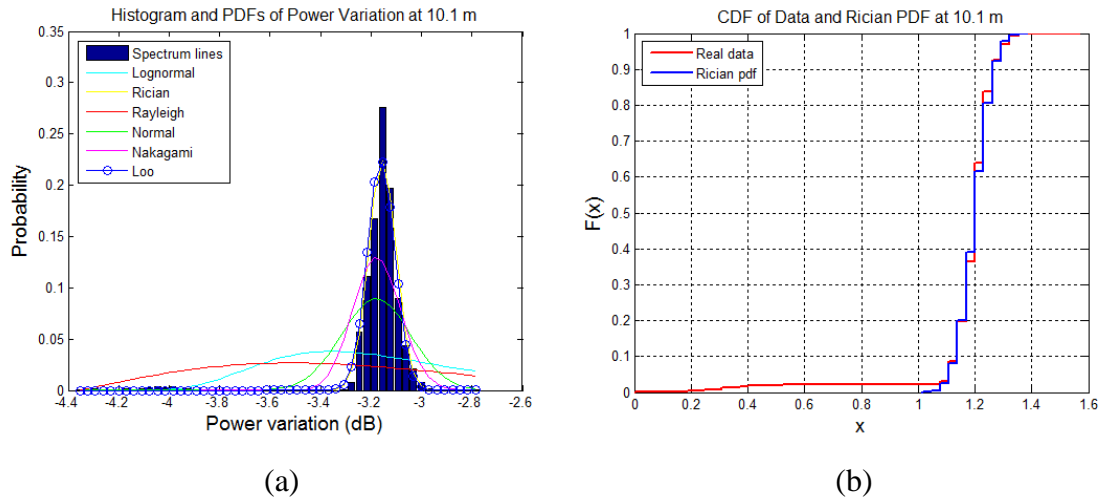 Histogram and PDFs of Power Variation at 10.1 m
0.35
0.3
0.25
0.2
0.15
0.1
0.05
0
Probability
Spectrum lines
Lognormal
Rician
Rayleigh
Normal
Nakagami
Loo
-4.4 -4.2 -4 -3.8 -3.6 -3.4 -3.2 -3 -2.8 -2.6
Power variation (dB)
(a)
CDF of Data and Rician PDF at 10.1 m
1
0.9
0.8
0.7
0.6
0.5
0.4
0.3
0.2
0.1
0
F(x)
Real data
Rician pdf
0 0.2 0.4 0.6 0.8 1 1.2 1.4 1.6
x
(b)